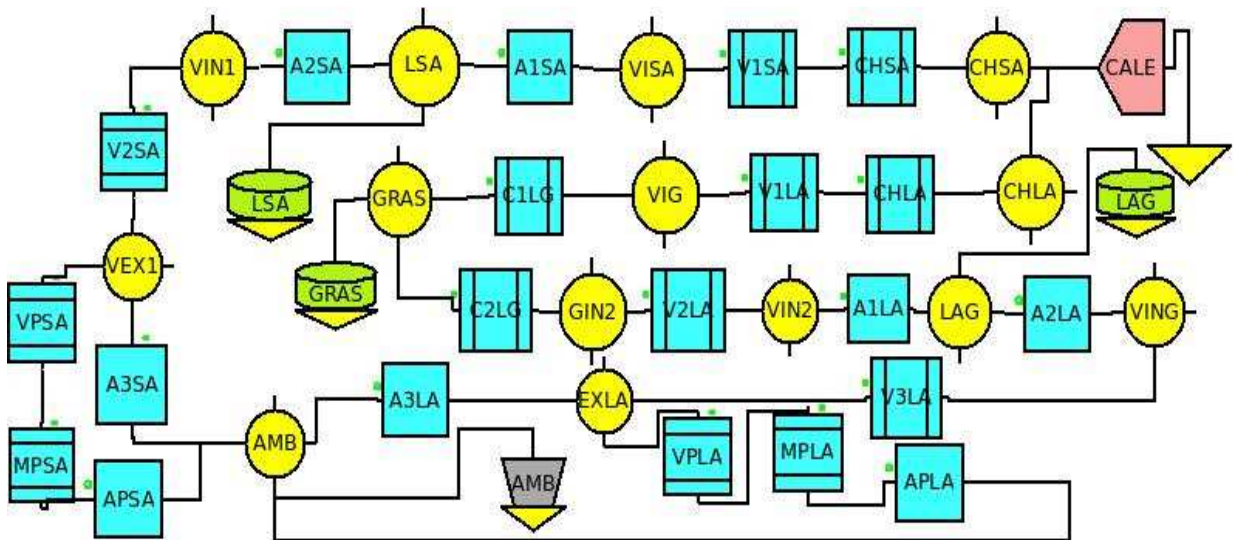 VIN1 A2SA LSA A1SA VISA V1SA CHSA CHSA CALE
V2SA
LSA GRAS C1LG VIG V1LA CHLA CHLA LAG
VEX1 GRAS
VPSA C2LG GIN2 V2LA VIN2 A1LA LAG A2LA VING
A3SA A3LA EXLA V3LA
MPSA APSA AMB AMB VPLA MPLA APLA